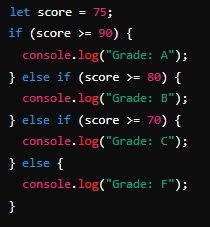 let score = 75;
if (score >= 90) {
  console.log("Grade: A");
} else if (score >= 80) {
  console.log("Grade: B");
} else if (score >= 70) {
  console.log("Grade: C");
} else {
  console.log("Grade: F");
}